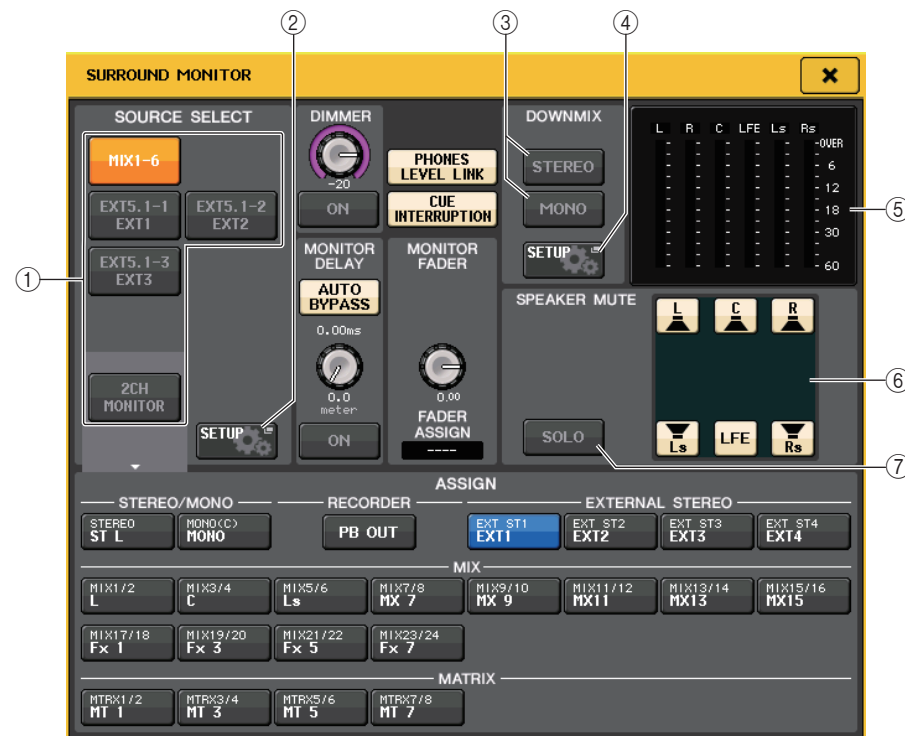 ② ③ ④
SURROUND MONITOR
SOURCE SELECT
MIX1-6
EXT5.1-1
EXT1
EXT5.1-2
EXT2
EXT5.1-3
EXT3
2CH
MONITOR
①
SETUP
DIMMER
-20
ON
PHONES
LEVEL LINK
CUE
INTERRUPTION
MONITOR
DELAY
AUTO
BYPASS
0.00ms
0.0
meter
ON
MONITOR
FADER
0.00
FADER
ASSIGN
----
DOWNMIX
STEREO
MONO
SETUP
L R C LFE Ls Rs
OVER
6
12
18
30
60
⑤
SPEAKER MUTE
L C R
Ls LFE Rs
⑥
SOLO
⑦
ASSIGN
STEREO/MONO RECORDER EXTERNAL STEREO
STEREO
ST L
MONO(C)
MONO
PB OUT
EXT ST1
EXT1
EXT ST2
EXT2
EXT ST3
EXT3
EXT ST4
EXT4
MIX
MIX1/2
L
MIX3/4
C
MIX5/6
Ls
MIX7/8
MX 7
MIX9/10
MX 9
MIX11/12
MX11
MIX13/14
MX13
MIX15/16
MX15
MIX17/18
Fx 1
MIX19/20
Fx 3
MIX21/22
Fx 5
MIX23/24
Fx 7
MATRIX
MTRX1/2
MT 1
MTRX3/4
MT 3
MTRX5/6
MT 5
MTRX7/8
MT 7